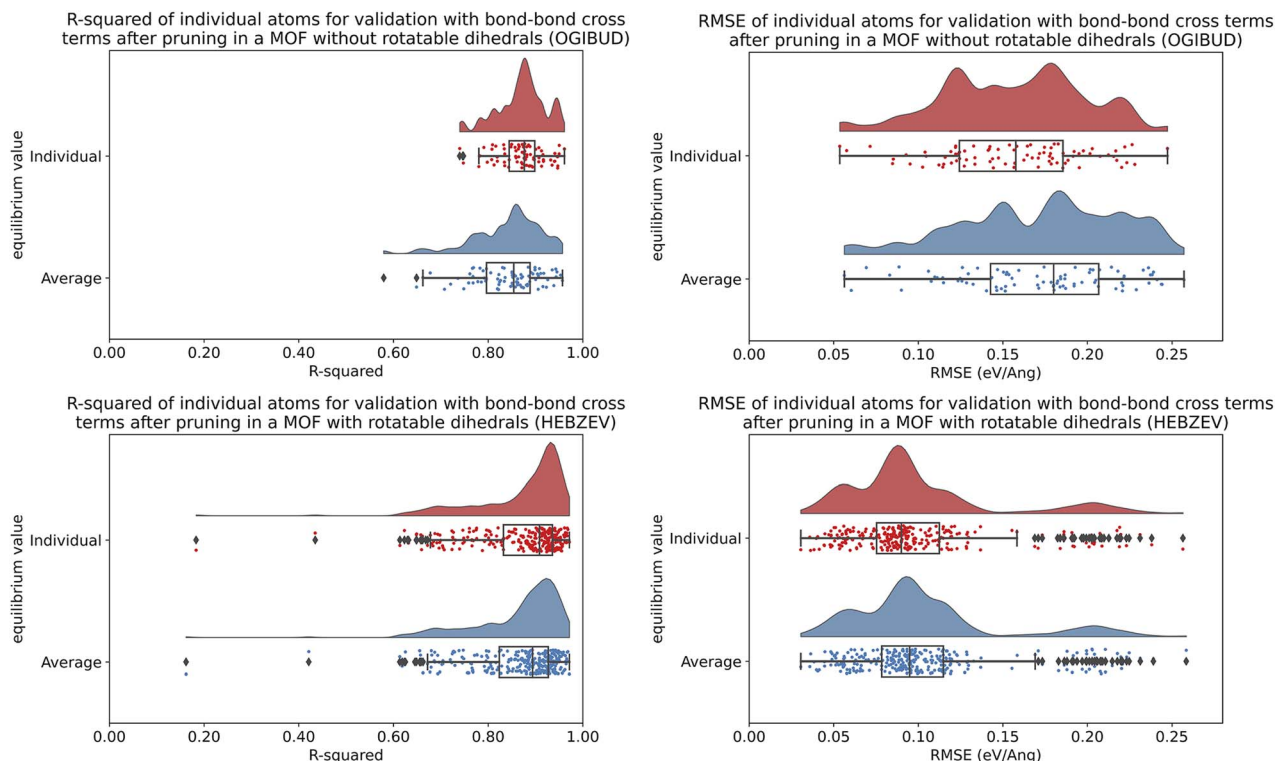 R-squared of individual atoms for validation with bond-bond cross
terms after pruning in a MOF without rotatable dihedrals (OGIBUD)
equilibrium value
Individual
Average
0.00 0.20 0.40 0.60 0.80 1.00
R-squared
RMSE of individual atoms for validation with bond-bond cross terms
after pruning in a MOF without rotatable dihedrals (OGIBUD)
equilibrium value
Individual
Average
0.00 0.05 0.10 0.15 0.20 0.25
RMSE (eV/Ang)
R-squared of individual atoms for validation with bond-bond cross
terms after pruning in a MOF with rotatable dihedrals (HEBZEV)
equilibrium value
Individual
Average
0.00 0.20 0.40 0.60 0.80 1.00
R-squared
RMSE of individual atoms for validation with bond-bond cross terms
after pruning in a MOF with rotatable dihedrals (HEBZEV)
equilibrium value
Individual
Average
0.00 0.05 0.10 0.15 0.20 0.25
RMSE (eV/Ang)